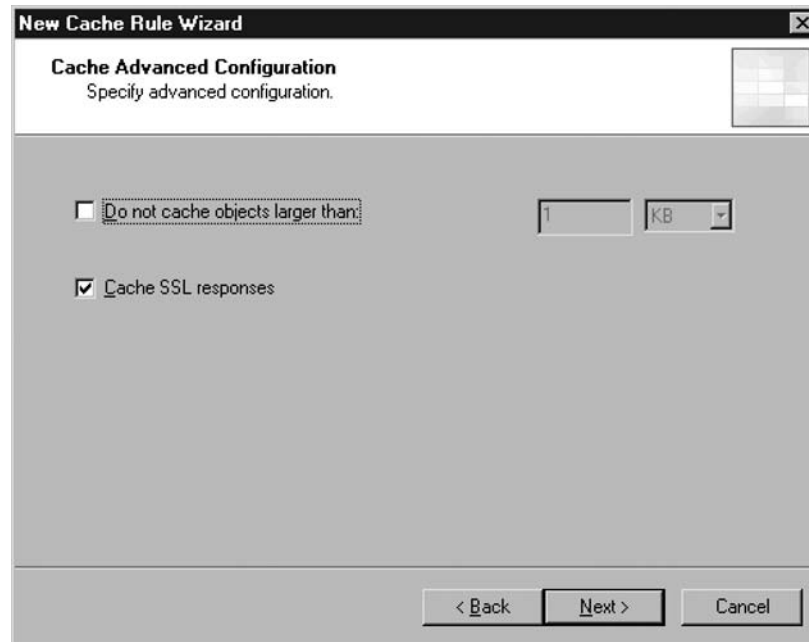 New Cache Rule Wizard
Cache Advanced Configuration
Specify advanced configuration.
Do not cache objects larger than:
1 KB
Cache SSL responses
< Back Next > Cancel